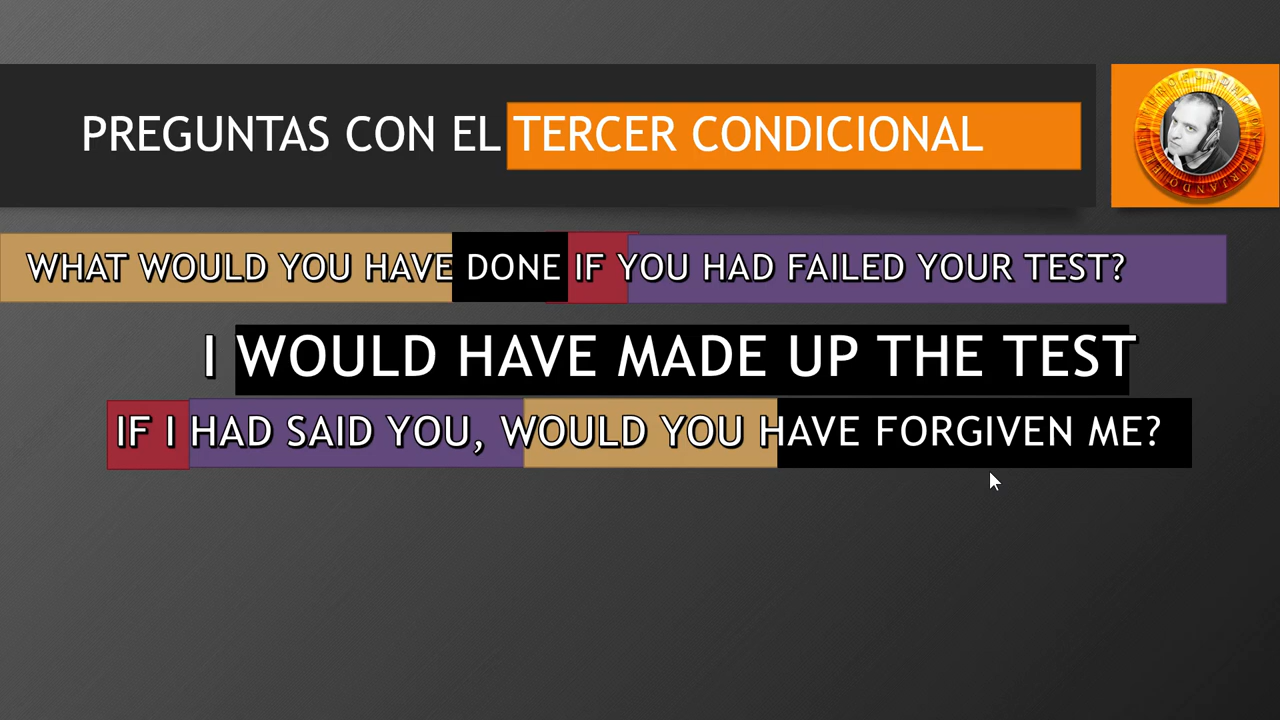 PREGUNTAS CON EL TERCER CONDICIONAL
WHAT WOULD YOU HAVE DONE IF YOU HAD FAILED YOUR TEST?
I WOULD HAVE MADE UP THE TEST
IF I HAD SAID YOU, WOULD YOU HAVE FORGIVEN ME?